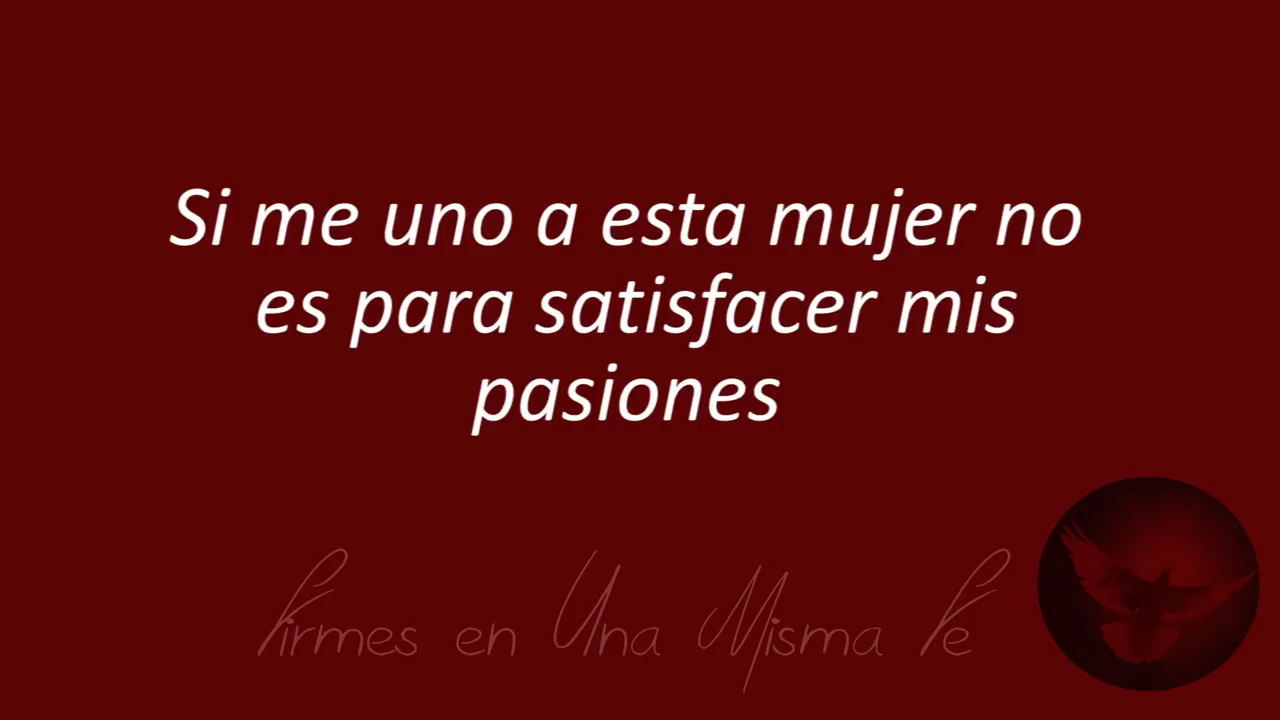 Si me uno a esta mujer no
es para satisfacer mis
pasiones
Firmes en Una Misma Fe